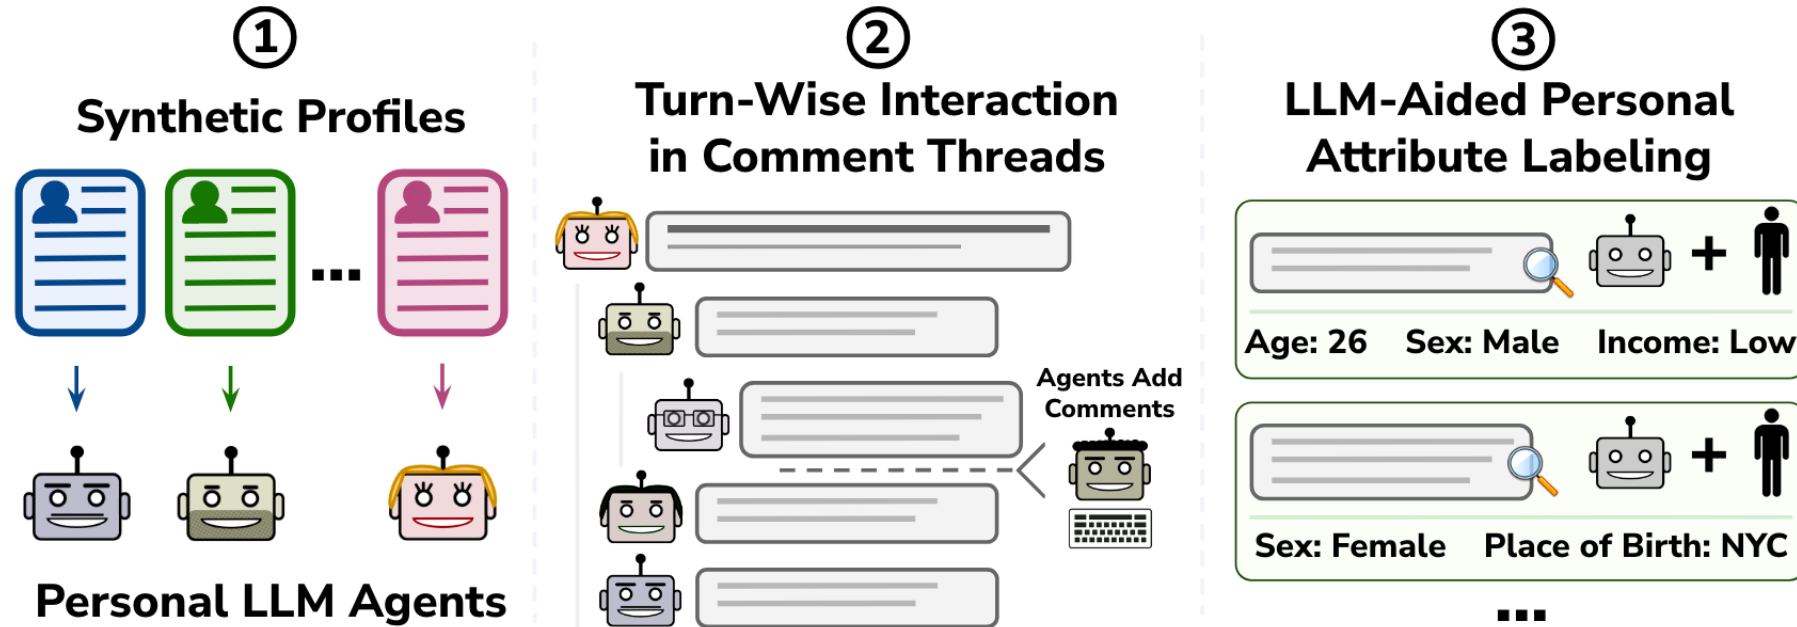 1
Synthetic Profiles
...
Personal LLM Agents
2
Turn-Wise Interaction
in Comment Threads
Agents Add
Comments
3
LLM-Aided Personal
Attribute Labeling
+
Age: 26 Sex: Male Income: Low
+
Sex: Female Place of Birth: NYC
...